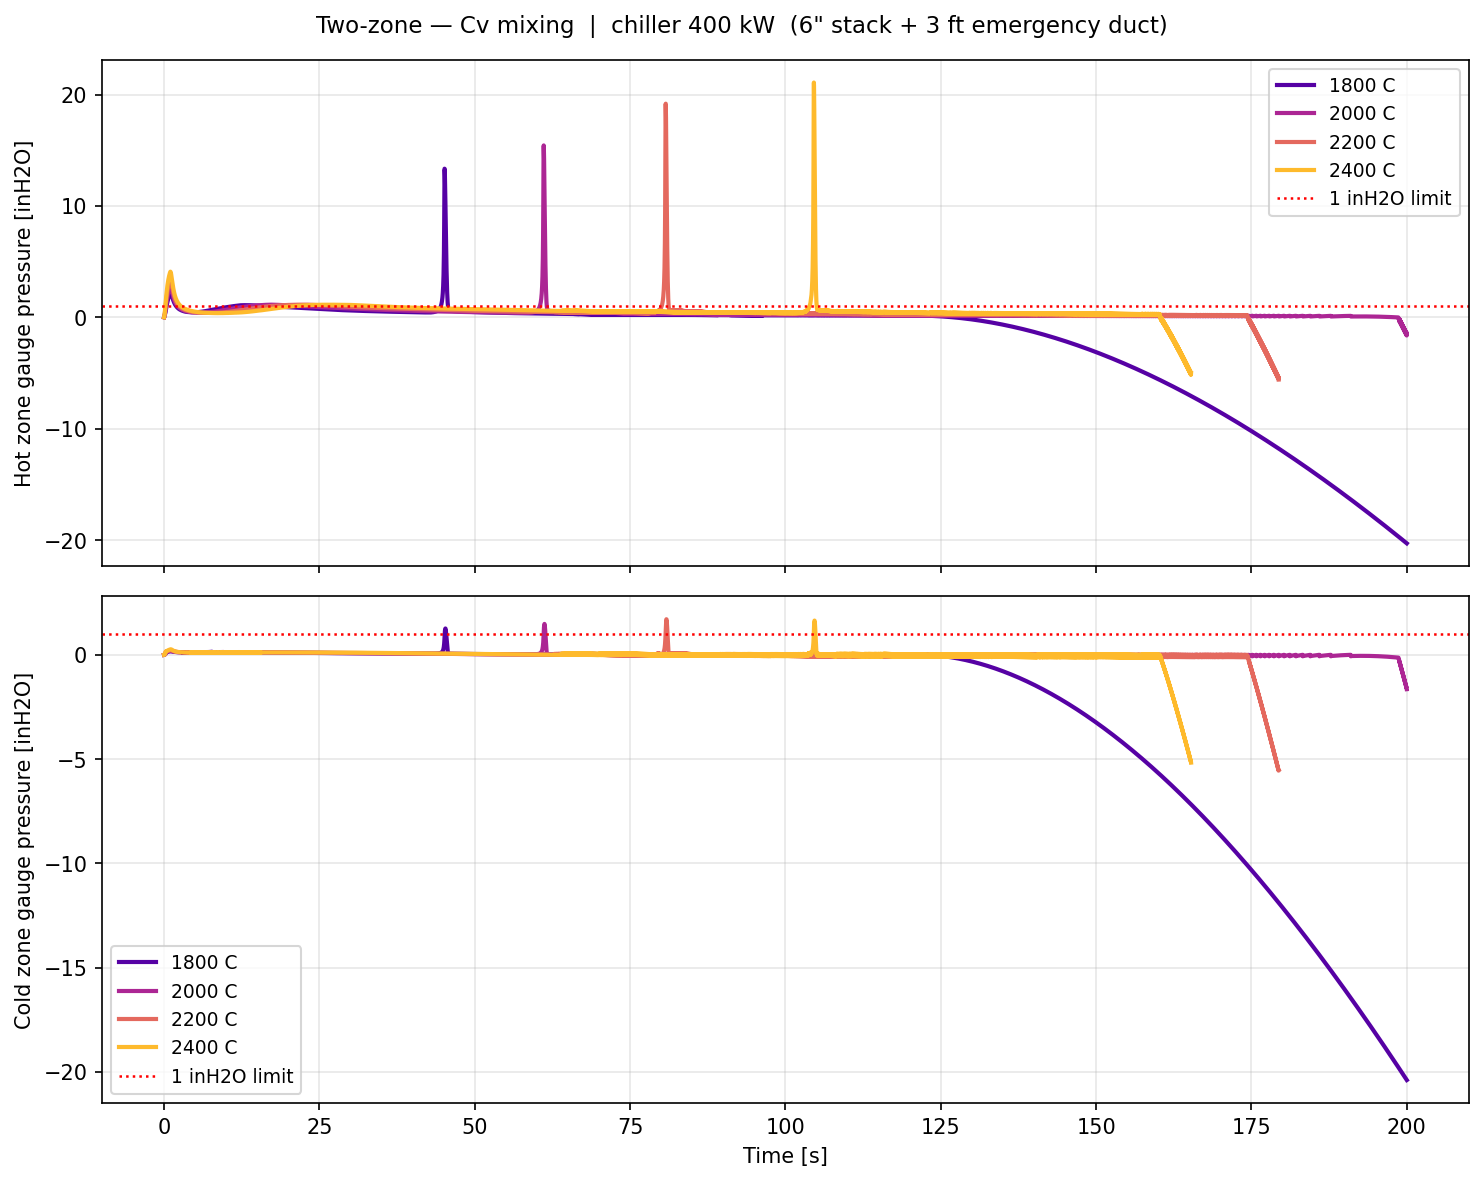 Two-zone — Cv mixing | chiller 400 kW (6" stack + 3 ft emergency duct)
Hot zone gauge pressure [inH2O]
20
10
0
−10
−20
1800 C
2000 C
2200 C
2400 C
1 inH2O limit
Cold zone gauge pressure [inH2O]
0
−5
−10
−15
−20
1800 C
2000 C
2200 C
2400 C
1 inH2O limit
0 25 50 75 100 125 150 175 200
Time [s]